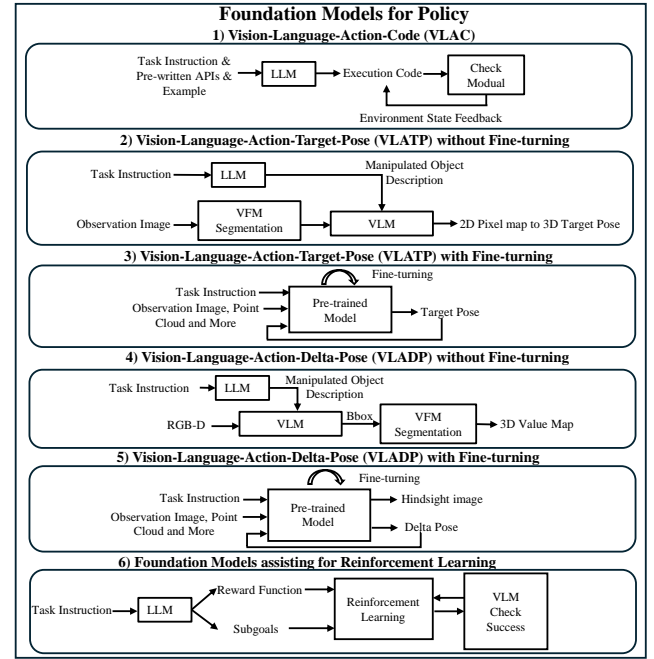 Foundation Models for Policy
1) Vision-Language-Action-Code (VLAC)
Task Instruction &
Pre-written APIs &
Example
LLM
Execution Code
Check
Modual
Environment State Feedback
2) Vision-Language-Action-Target-Pose (VLATP) without Fine-turning
Task Instruction
LLM
Manipulated Object
Description
Observation Image
VFM
Segmentation
VLM
2D Pixel map to 3D Target Pose
3) Vision-Language-Action-Target-Pose (VLATP) with Fine-turning
Fine-turning
Task Instruction
Observation Image, Point
Cloud and More
Pre-trained
Model
Target Pose
4) Vision-Language-Action-Delta-Pose (VLADP) without Fine-turning
Task Instruction
LLM
Manipulated Object
Description
RGB-D
VLM
Bbox
VFM
Segmentation
3D Value Map
5) Vision-Language-Action-Delta-Pose (VLADP) with Fine-turning
Fine-turning
Task Instruction
Observation Image, Point
Cloud and More
Pre-trained
Model
Hindsight image
Delta Pose
6) Foundation Models assisting for Reinforcement Learning
Task Instruction
LLM
Reward Function
Subgoals
Reinforcement
Learning
VLM
Check
Success